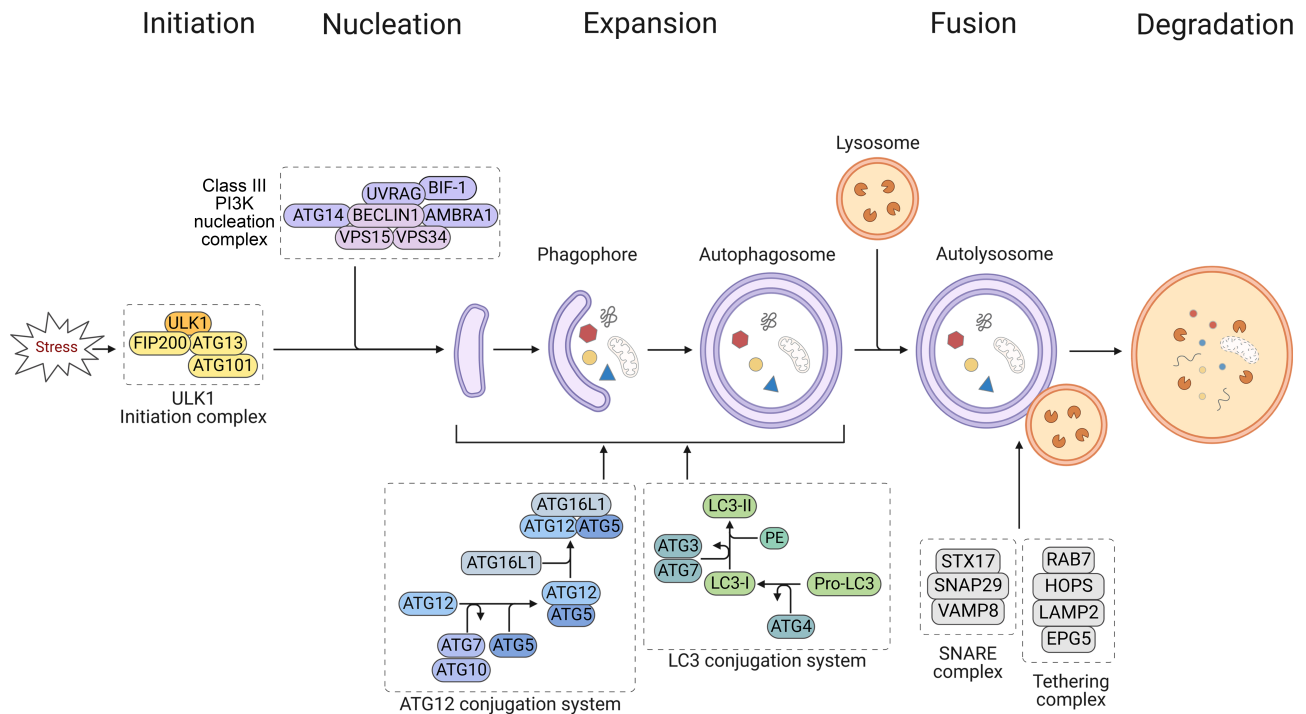 Initiation
Nucleation
Expansion
Fusion
Degradation
Lysosome
Class III
PI3K
nucleation
complex
UVRAG
BIF-1
ATG14
BECLIN1
AMBRA1
VPS15
VPS34
Phagophore
Autophagosome
Autolysosome
Stress
ULK1
FIP200
ATG13
ATG101
ULK1
Initiation complex
ATG16L1
ATG12
ATG5
ATG16L1
ATG12
ATG12
ATG5
ATG7
ATG5
ATG10
ATG12 conjugation system
LC3-II
PE
ATG3
ATG7
LC3-I
Pro-LC3
ATG4
LC3 conjugation system
STX17
SNAP29
VAMP8
SNARE
complex
RAB7
HOPS
LAMP2
EPG5
Tethering
complex